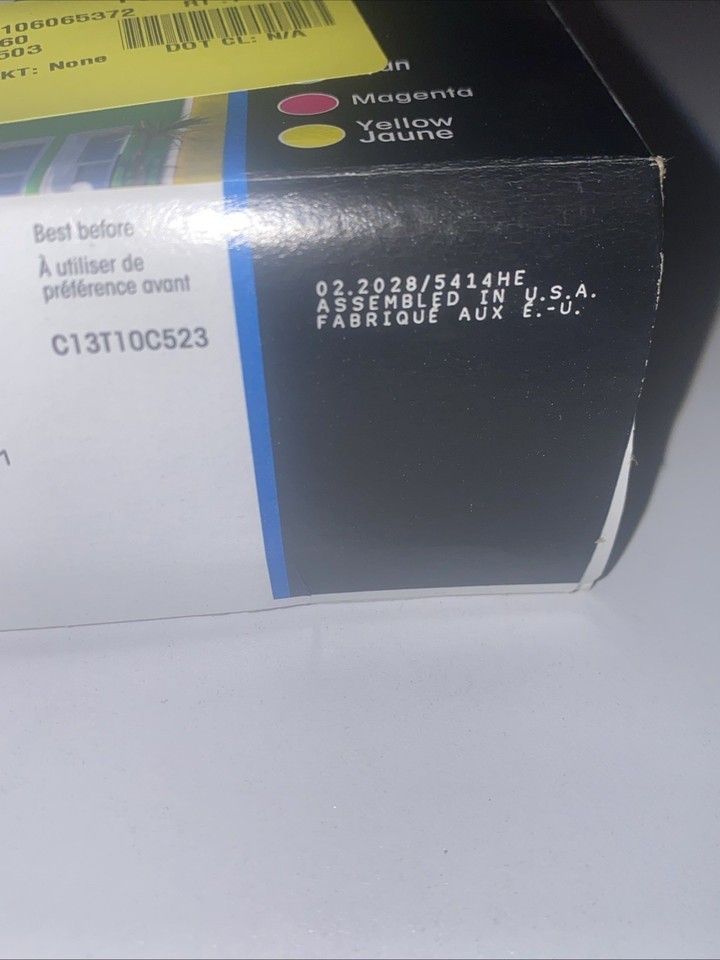 106065372
60
503
KT: None
DOT CL: N/A
Magenta
Yellow
Jaune
Best before
À utiliser de
préférence avant
C13T10C523
02.2028/5414HE
ASSEMBLED IN U.S.A.
FABRIQUÉ AUX É.-U.